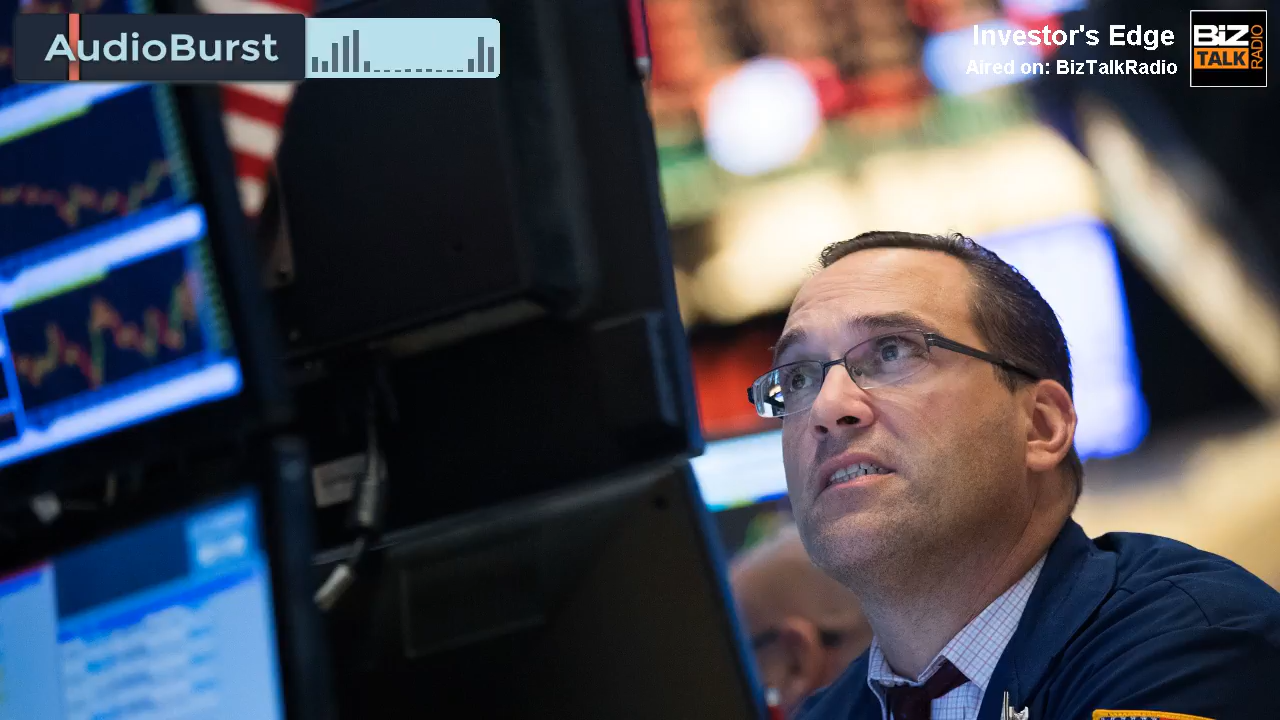 AudioBurst
Investor's Edge
Aired on: BizTalkRadio
BIZ
TALK
RADIO